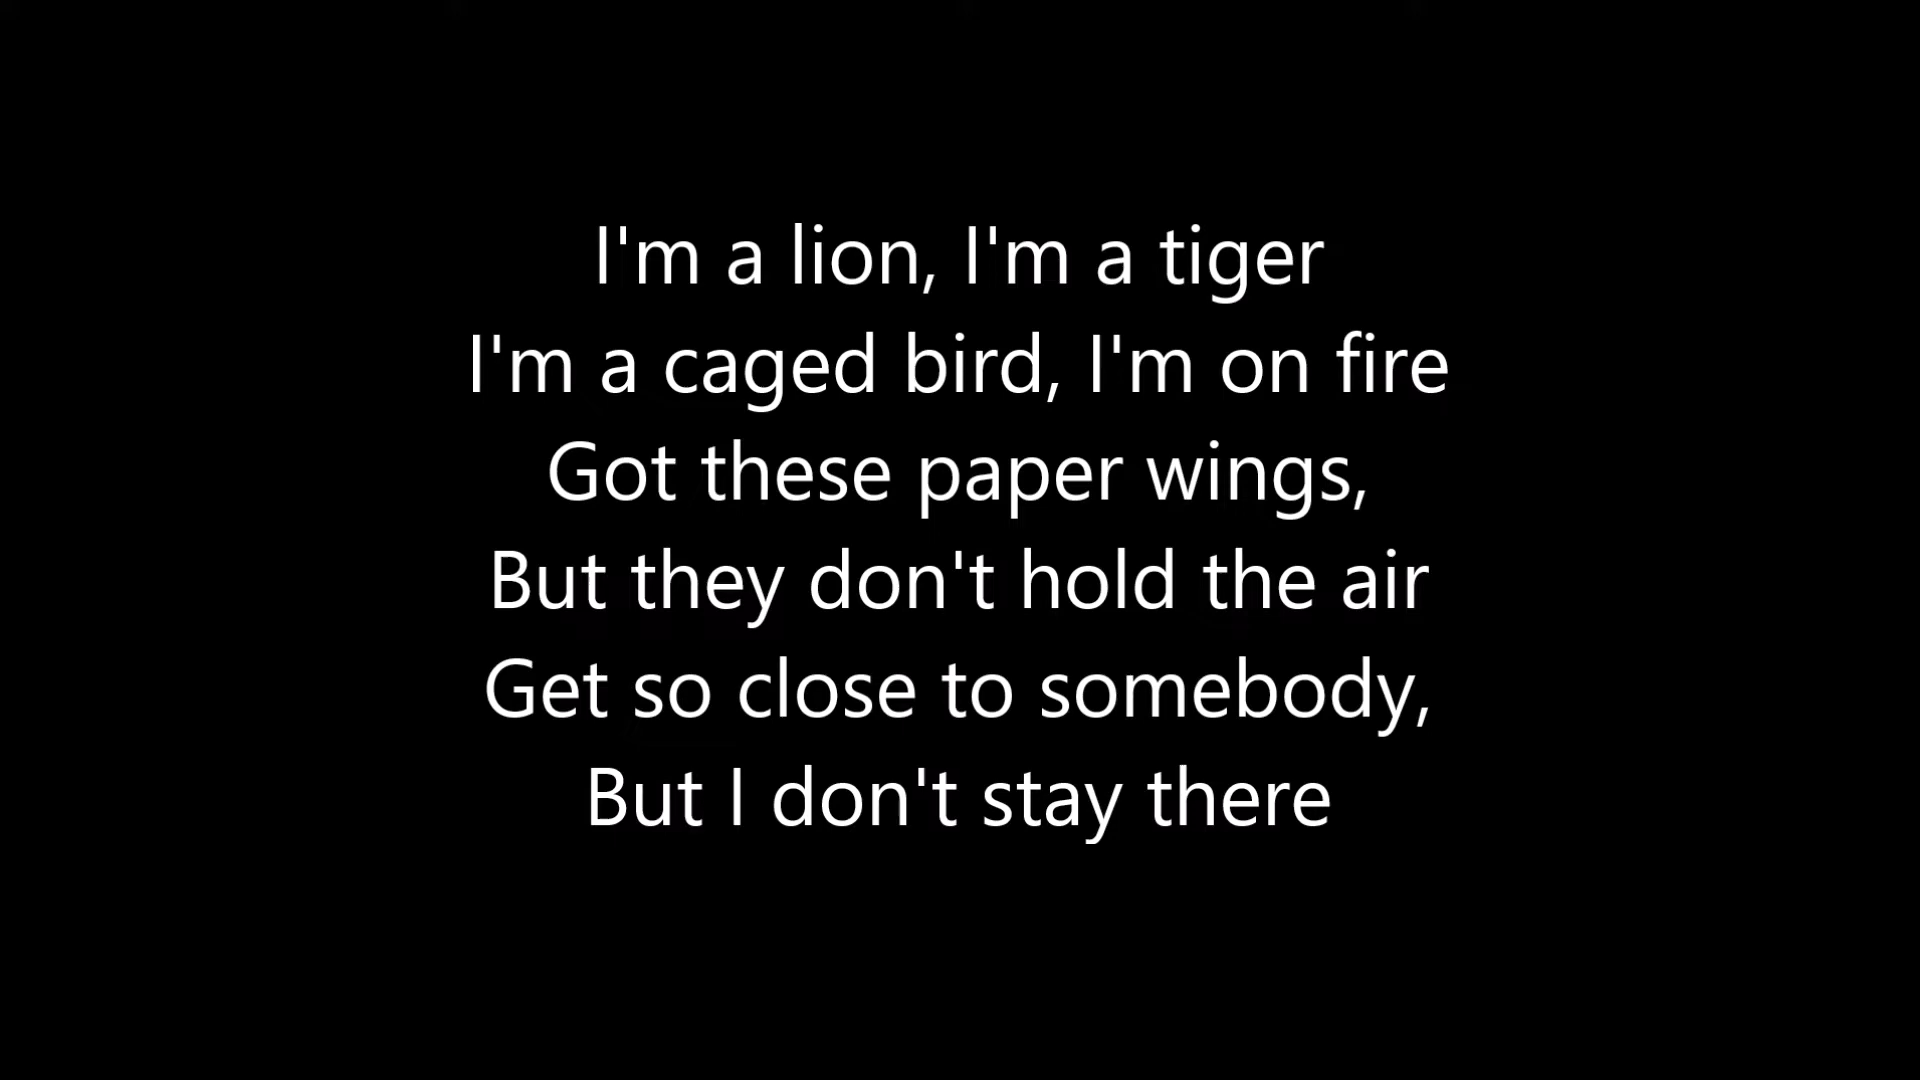 I'm a lion, I'm a tiger
I'm a caged bird, I'm on fire
Got these paper wings,
But they don't hold the air
Get so close to somebody,
But I don't stay there